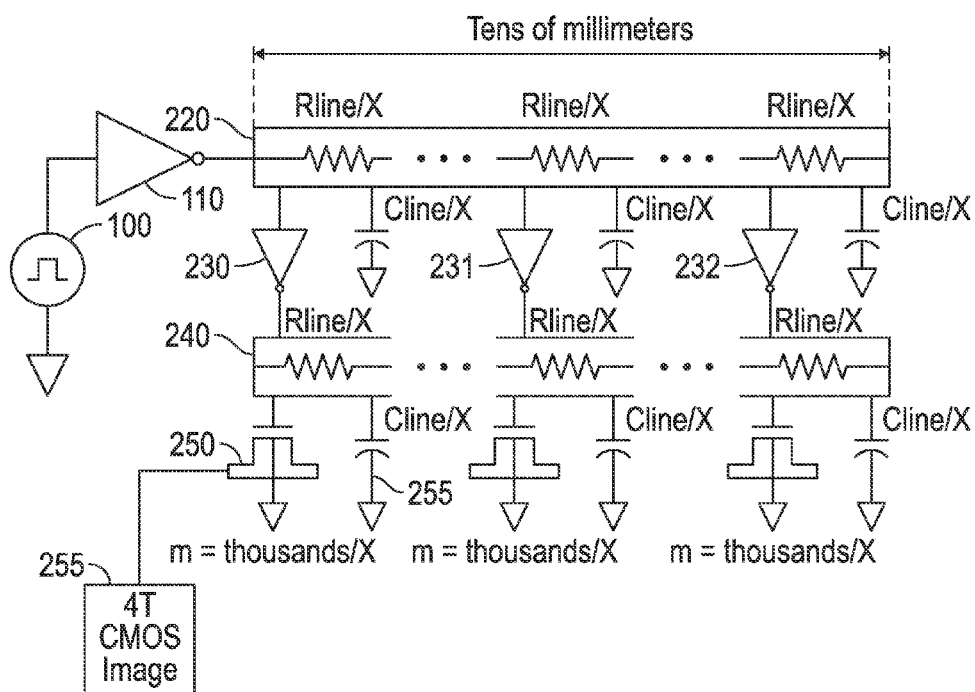 Tens of millimeters
Rline/X Rline/X Rline/X
220
110
100
Cline/X Cline/X Cline/X
230 231 232
Rline/X Rline/X Rline/X
240
Cline/X Cline/X Cline/X
250
255
m = thousands/X m = thousands/X m = thousands/X
255
4T
CMOS
Image